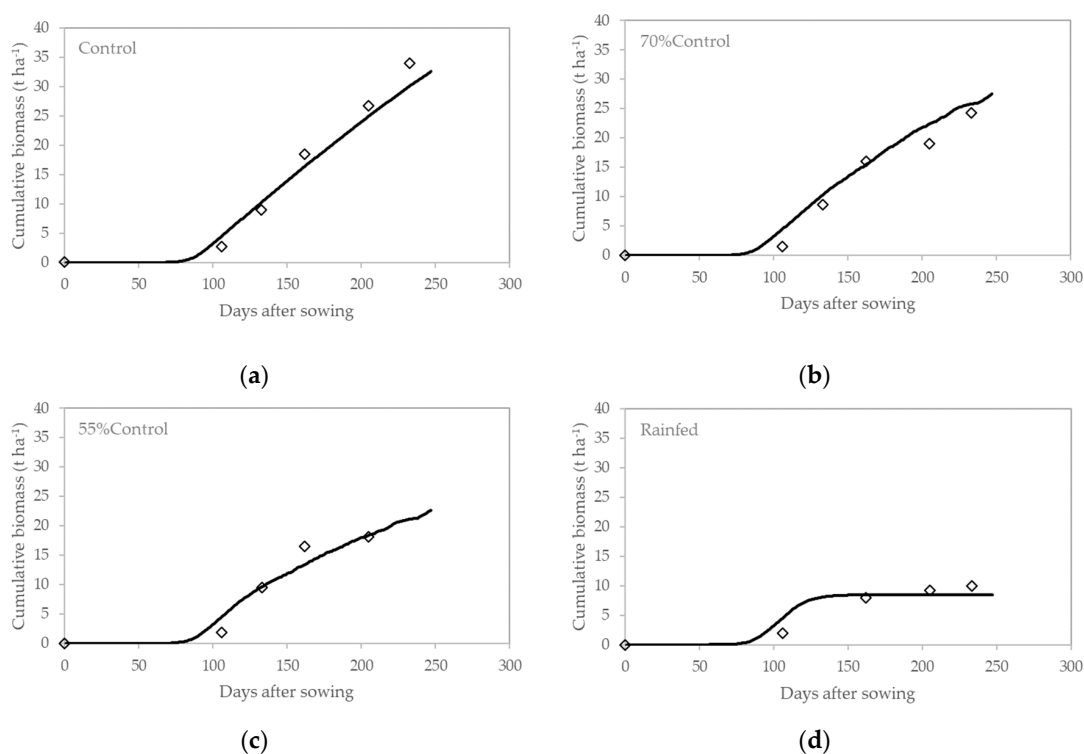 Control
Cumulative biomass (t ha⁻¹)
40
35
30
25
20
15
10
5
0
0 50 100 150 200 250 300
Days after sowing
(a)
70%Control
Cumulative biomass (t ha⁻¹)
40
35
30
25
20
15
10
5
0
0 50 100 150 200 250 300
Days after sowing
(b)
55%Control
Cumulative biomass (t ha⁻¹)
40
35
30
25
20
15
10
5
0
0 50 100 150 200 250 300
Days after sowing
(c)
Rainfed
Cumulative biomass (t ha⁻¹)
40
35
30
25
20
15
10
5
0
0 50 100 150 200 250 300
Days after sowing
(d)